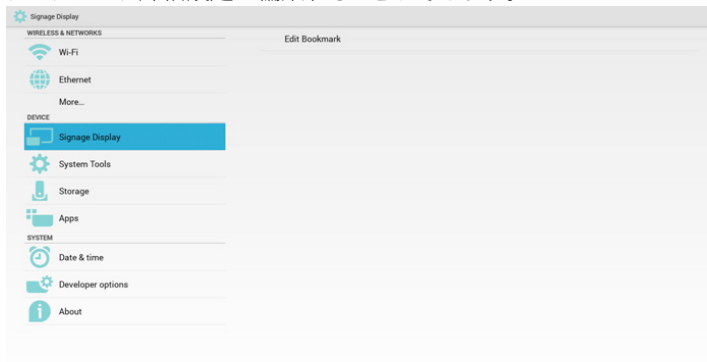 Signage Display
WIRELESS & NETWORKS
Wi-Fi
Ethernet
More...
DEVICE
Signage Display
System Tools
Storage
Apps
SYSTEM
Date & time
Developer options
About
Edit Bookmark